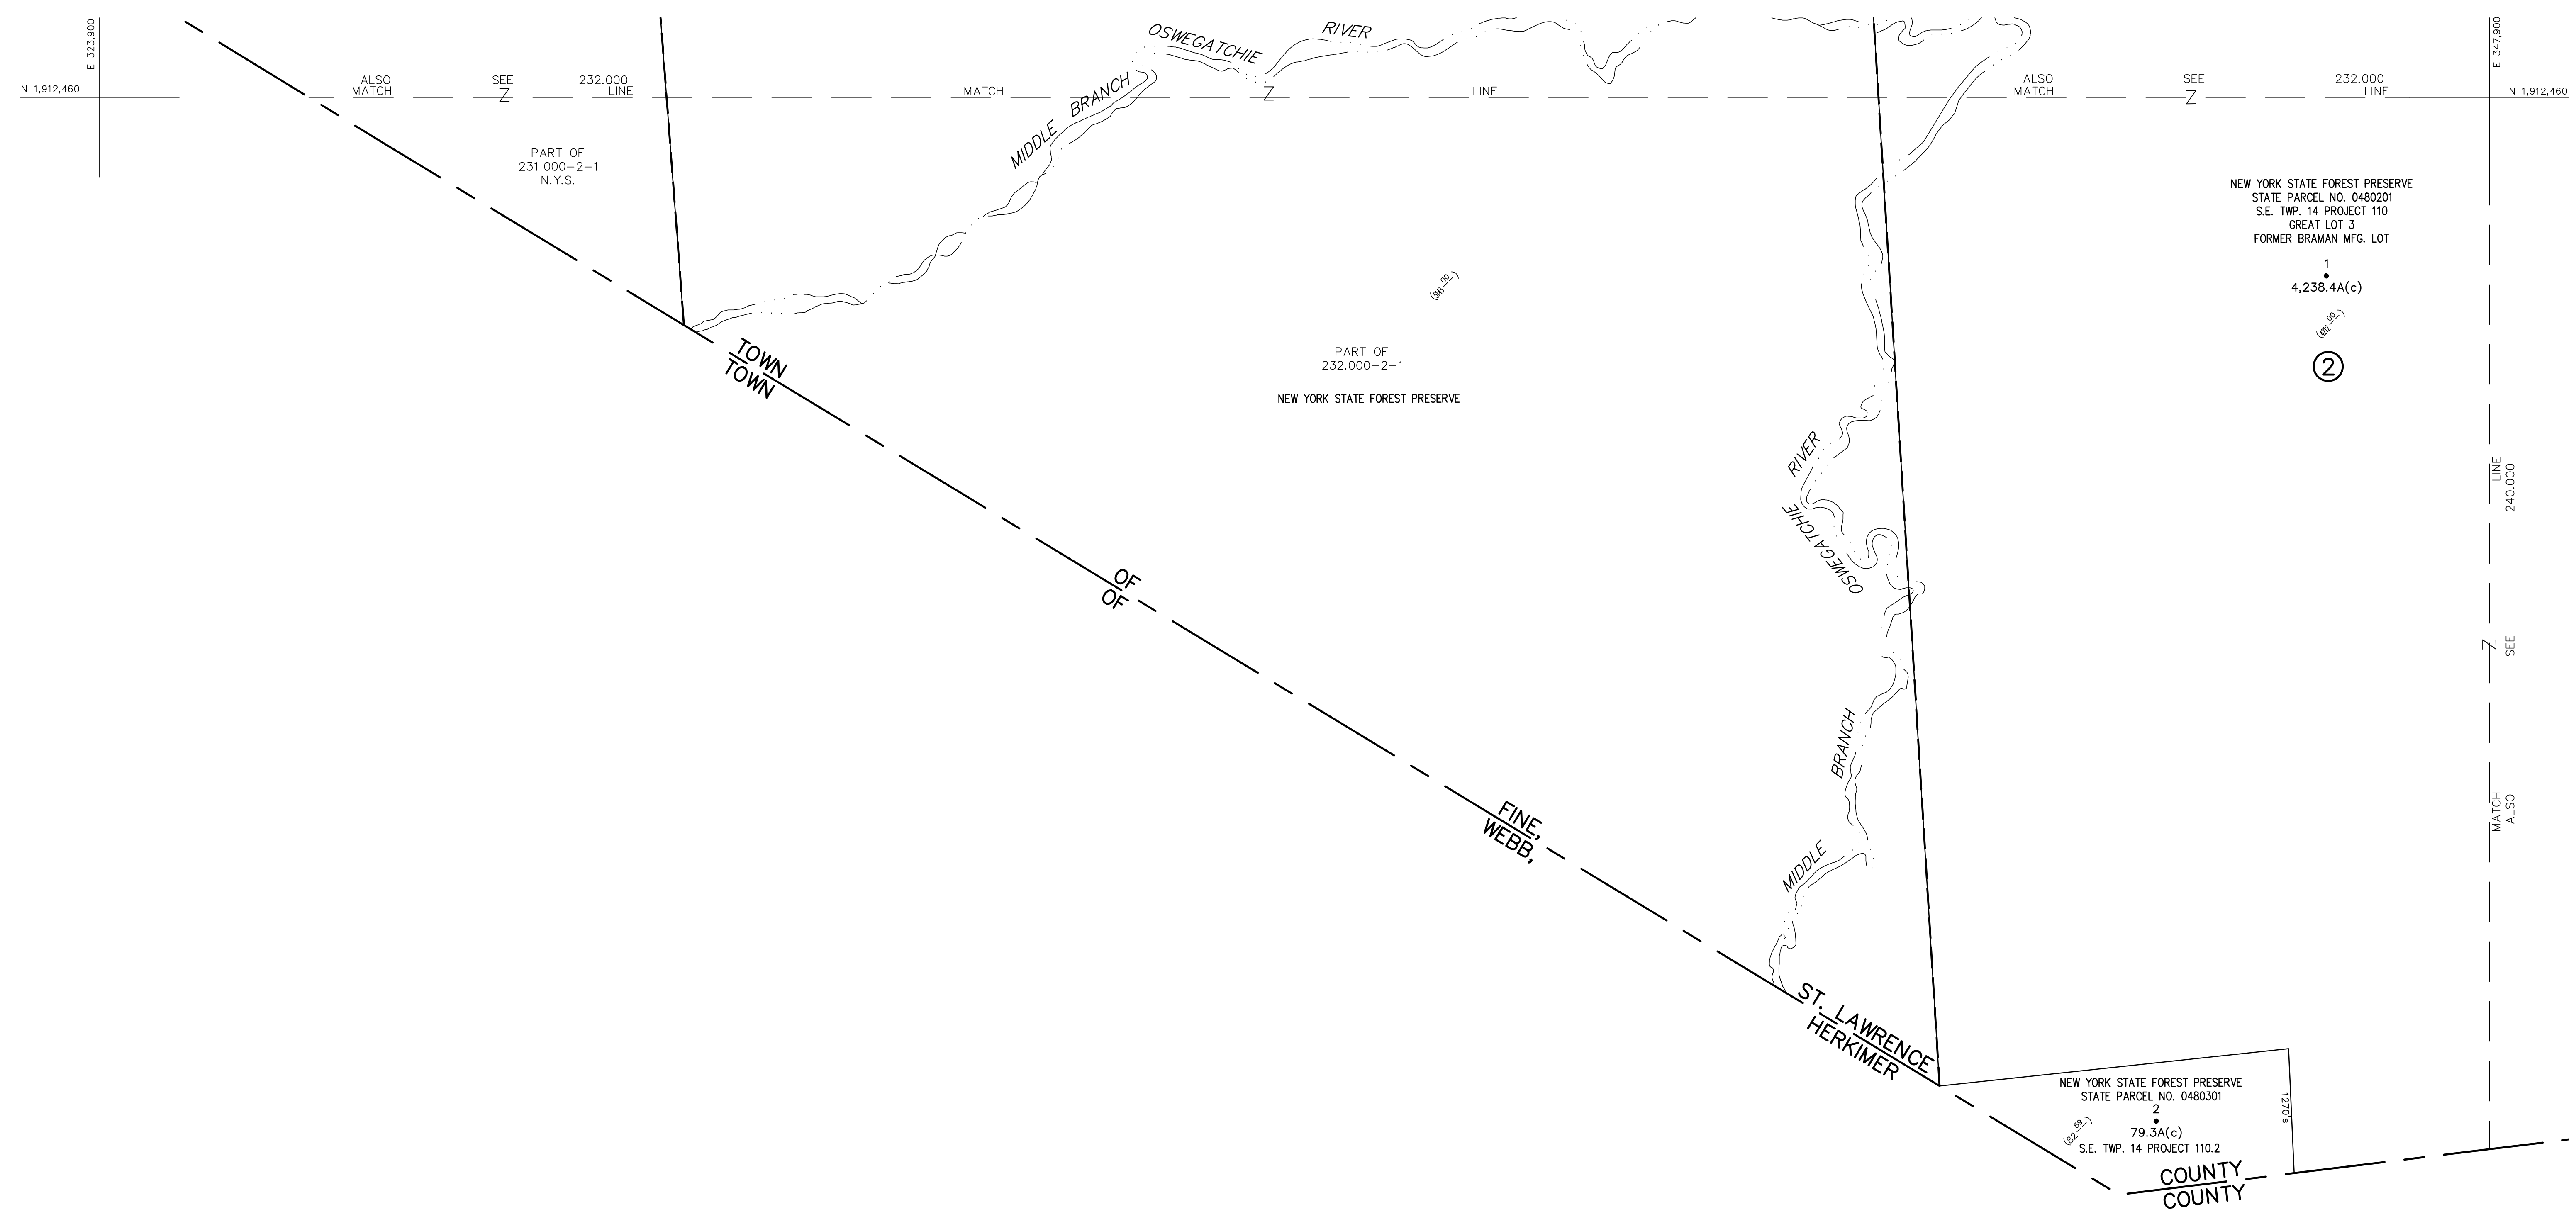 E 323,900
E 347,900
N 1,912,460
ALSO SEE 232.000
MATCH Z LINE
MATCH Z LINE
ALSO SEE 232.000
MATCH Z LINE
N 1,912,460
OSWEGATCHIE RIVER
MIDDLE BRANCH
PART OF
231.000-2-1
N.Y.S.
NEW YORK STATE FOREST PRESERVE
STATE PARCEL NO. 0480201
S.E. TWP. 14 PROJECT 110
GREAT LOT 3
FORMER BRAMAN MFG. LOT
1
4,238.4A(c)
2
PART OF
232.000-2-1
NEW YORK STATE FOREST PRESERVE
MIDDLE BRANCH
OSWEGATCHIE RIVER
MATCH Z LINE
ALSO SEE 240.000
TOWN OF FINE, ST. LAWRENCE COUNTY
TOWN OF WEBB, HERKIMER COUNTY
NEW YORK STATE FOREST PRESERVE
STATE PARCEL NO. 0480301
2
79.3A(c)
S.E. TWP. 14 PROJECT 110.2
(82 59)
1270's